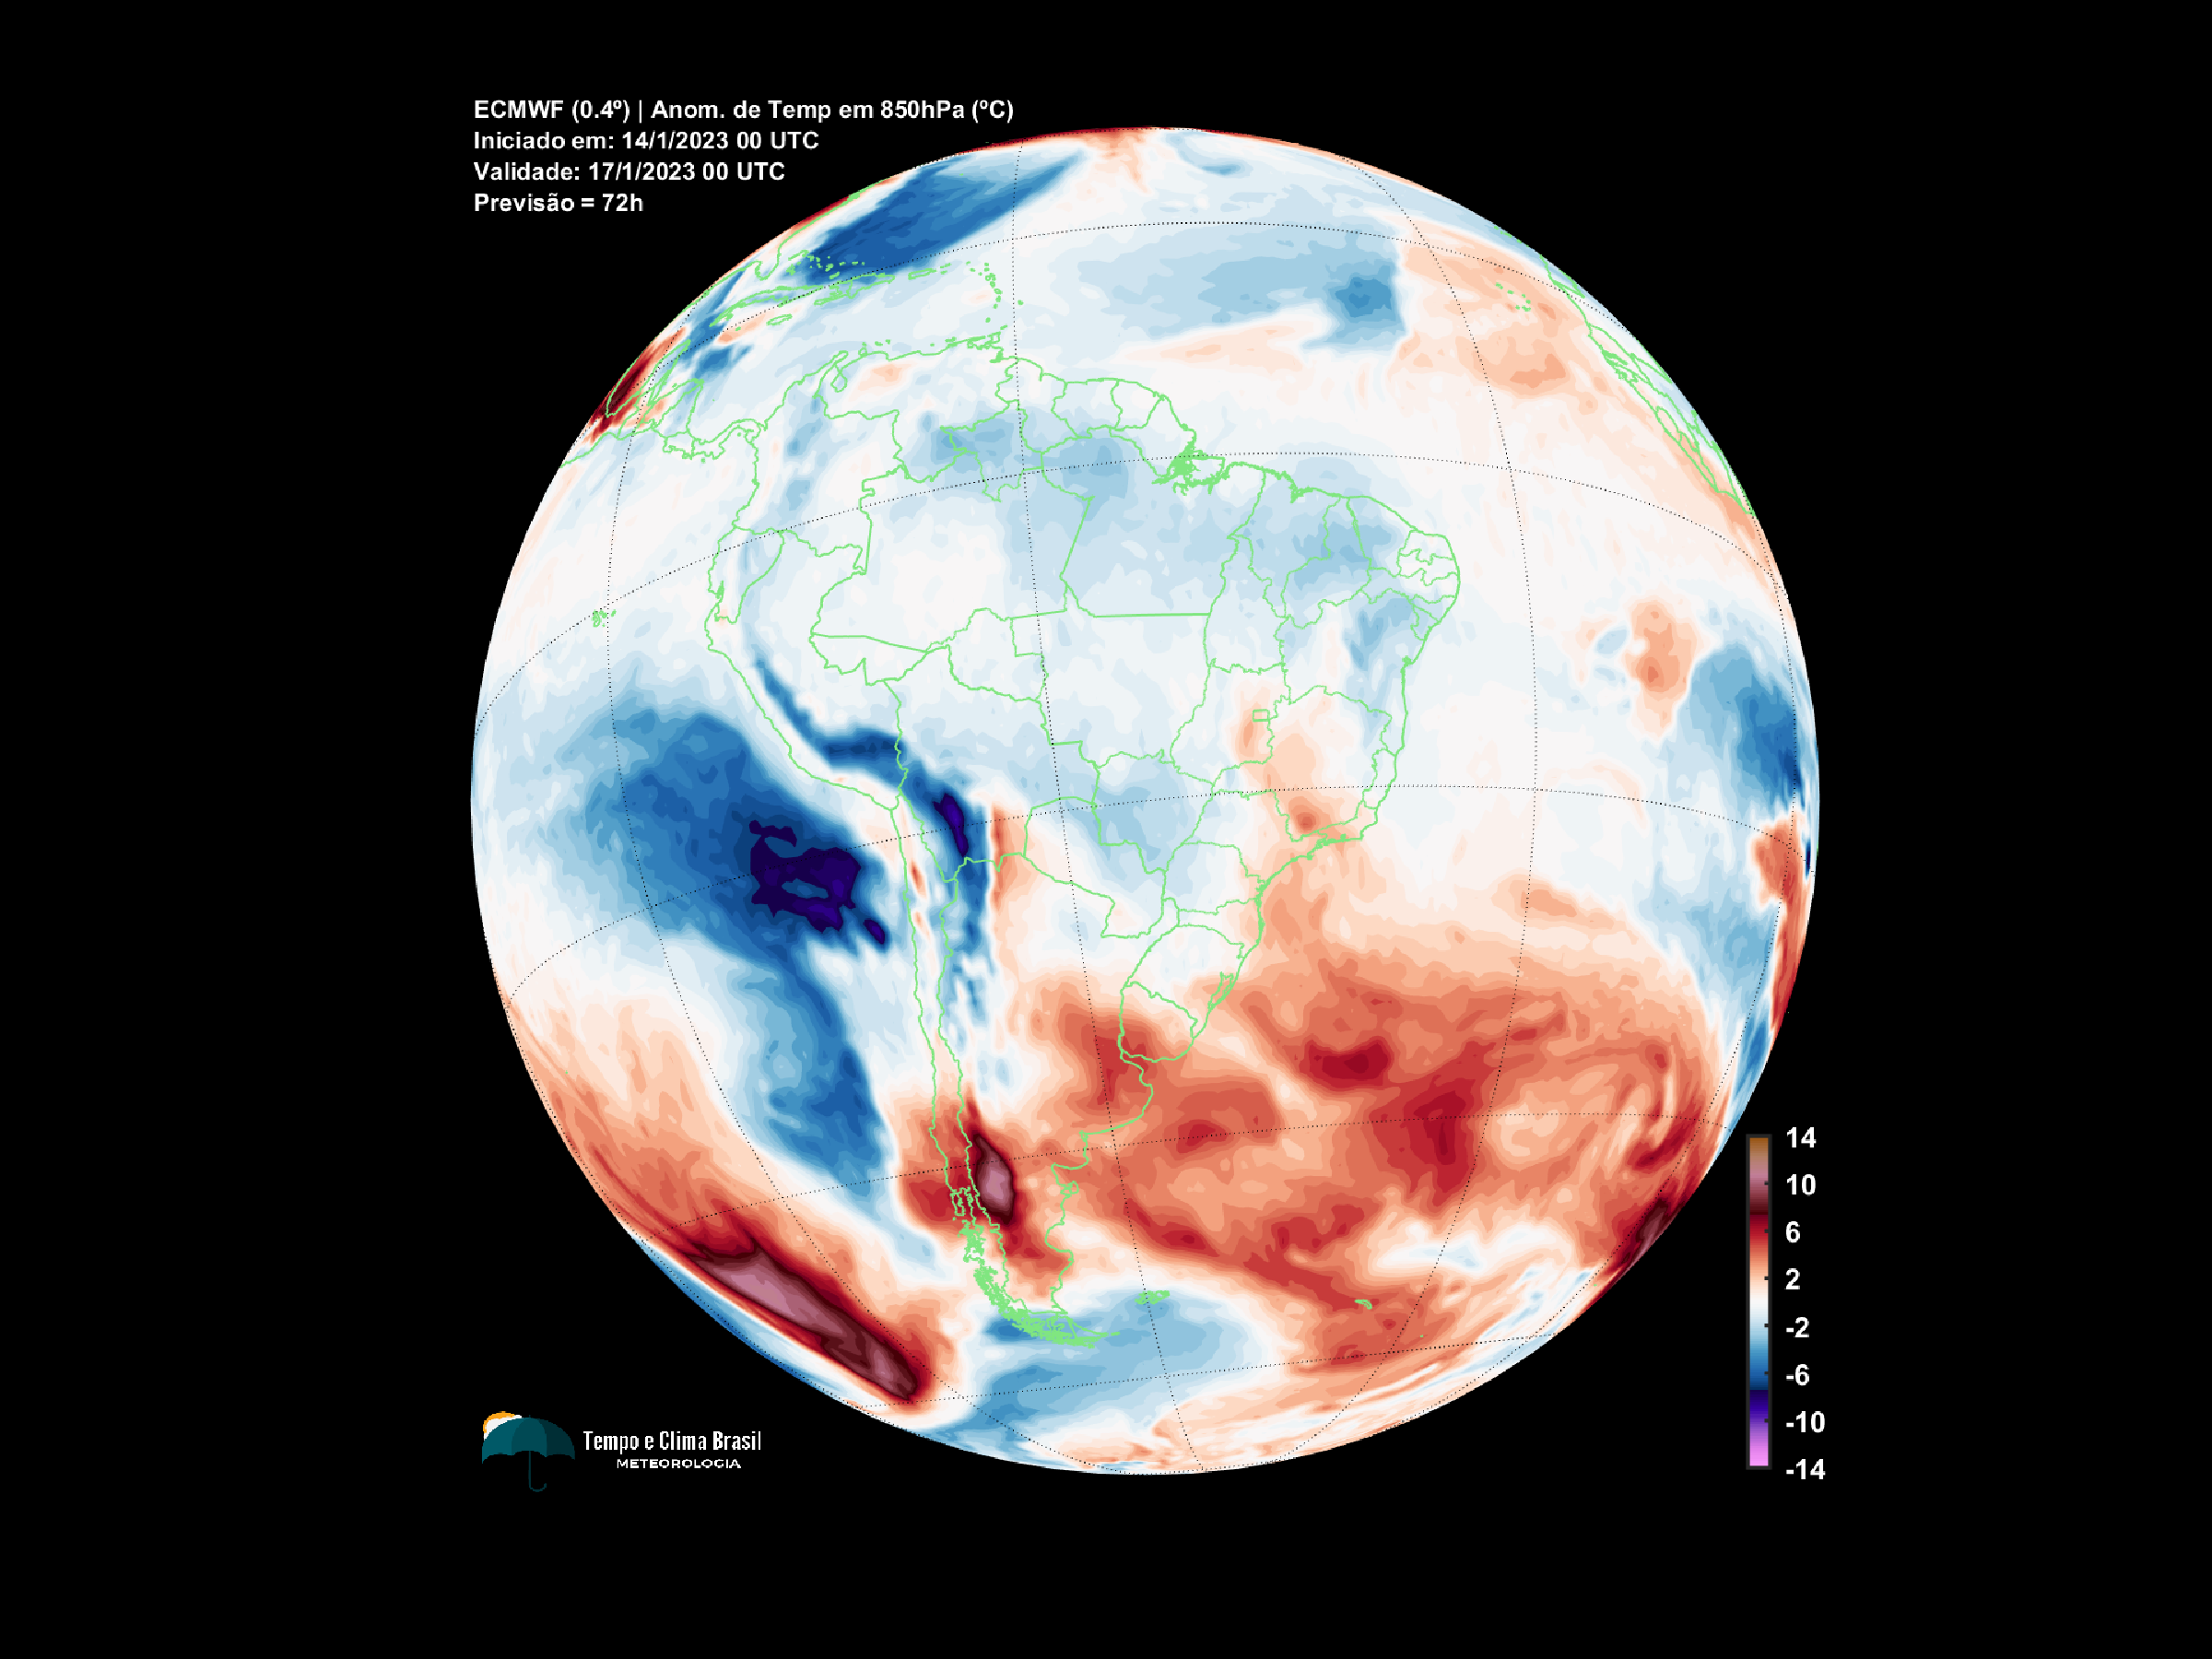 ECMWF (0.4º) | Anom. de Temp em 850hPa (ºC)
Iniciado em: 14/1/2023 00 UTC
Validade: 17/1/2023 00 UTC
Previsão = 72h
14
10
6
2
-2
-6
-10
-14
Tempo e Clima Brasil
METEOROLOGIA